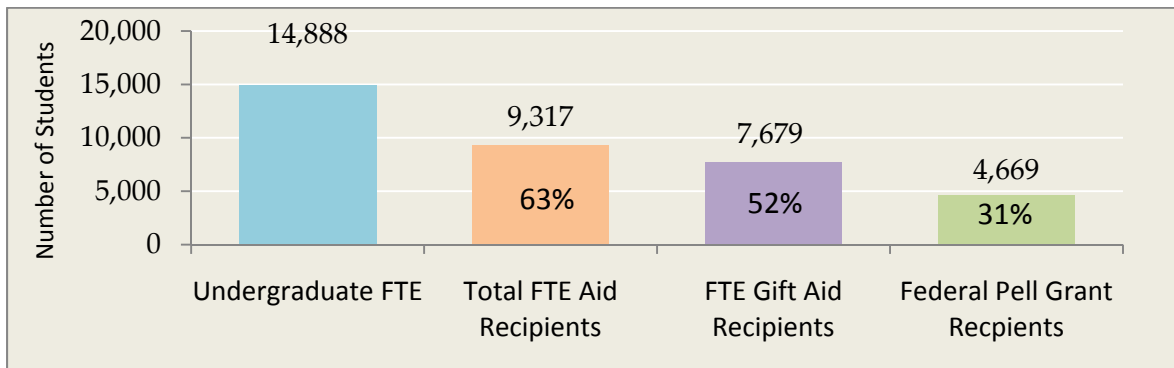 Number of Students
20,000
15,000
10,000
5,000
0
14,888
9,317
7,679
4,669
63%
52%
31%
Undergraduate FTE
Total FTE Aid
Recipients
FTE Gift Aid
Recipients
Federal Pell Grant
Recpients